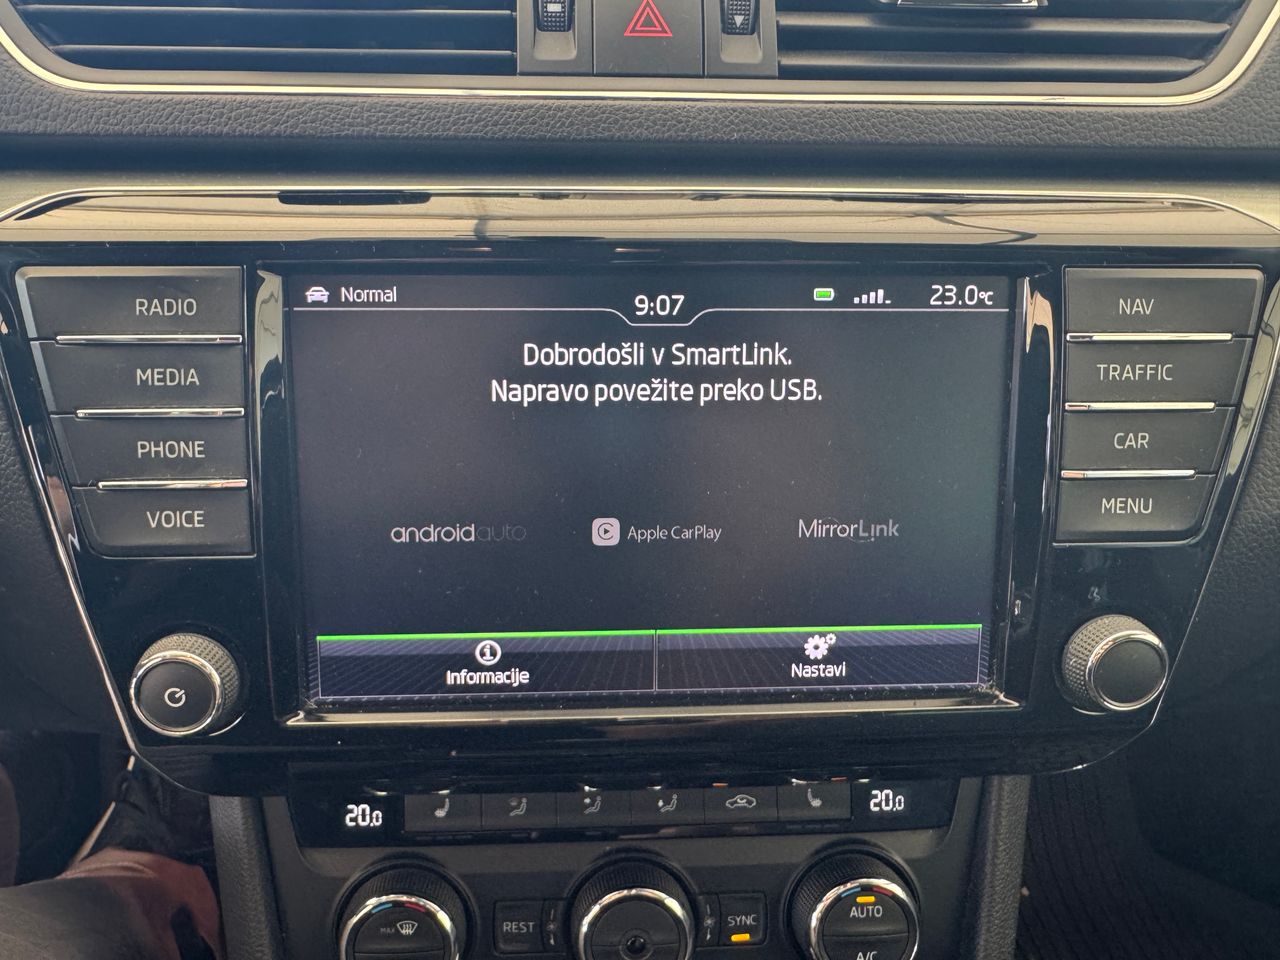 RADIO
MEDIA
PHONE
VOICE
Normal
9:07
23.0°C
Dobrodošli v SmartLink.
Napravo povežite preko USB.
androidauto
Apple CarPlay
MirrorLink
Informacije
Nastavi
NAV
TRAFFIC
CAR
MENU
20.0
20.0
MAX
REST
SYNC
AUTO
A/C